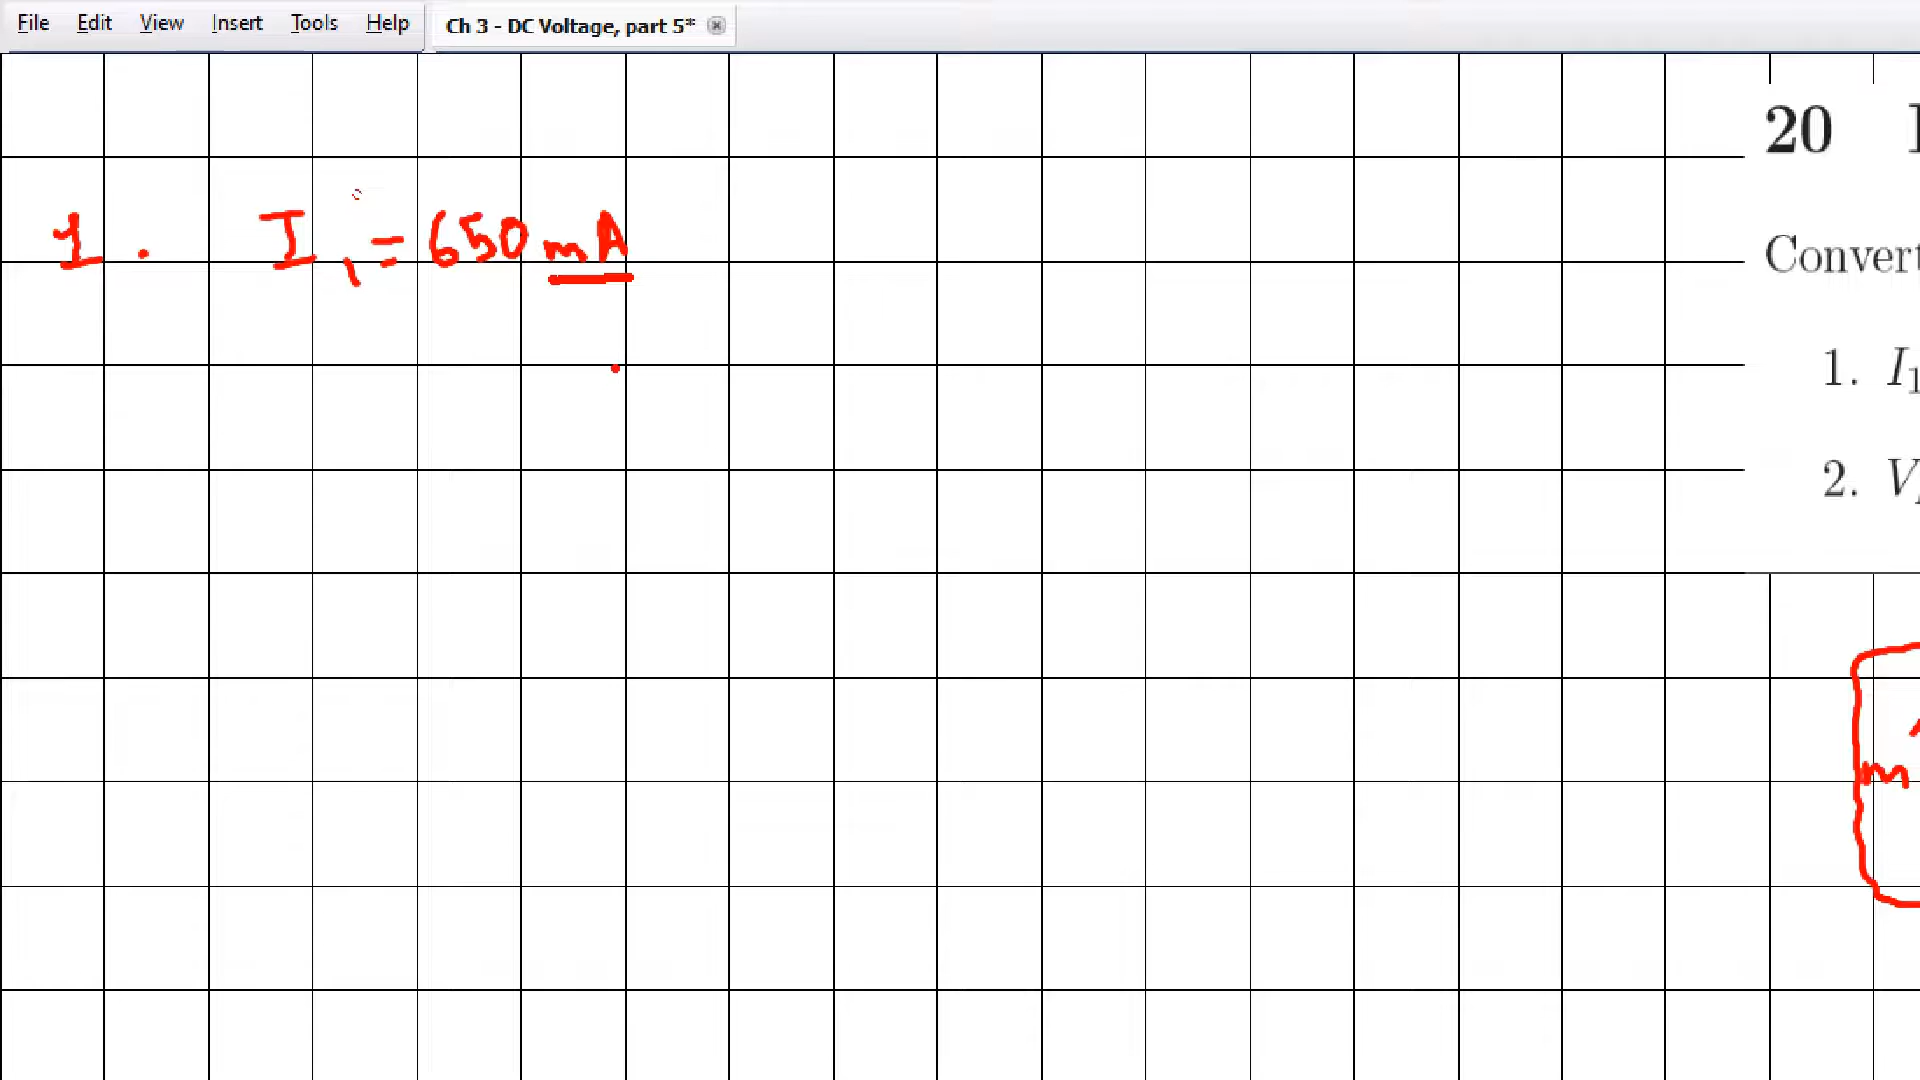 File Edit View Insert Tools Help Ch 3 - DC Voltage, part 5*
20
1. I₁ = 650 mA
Convert
1. I₁
2. V
m